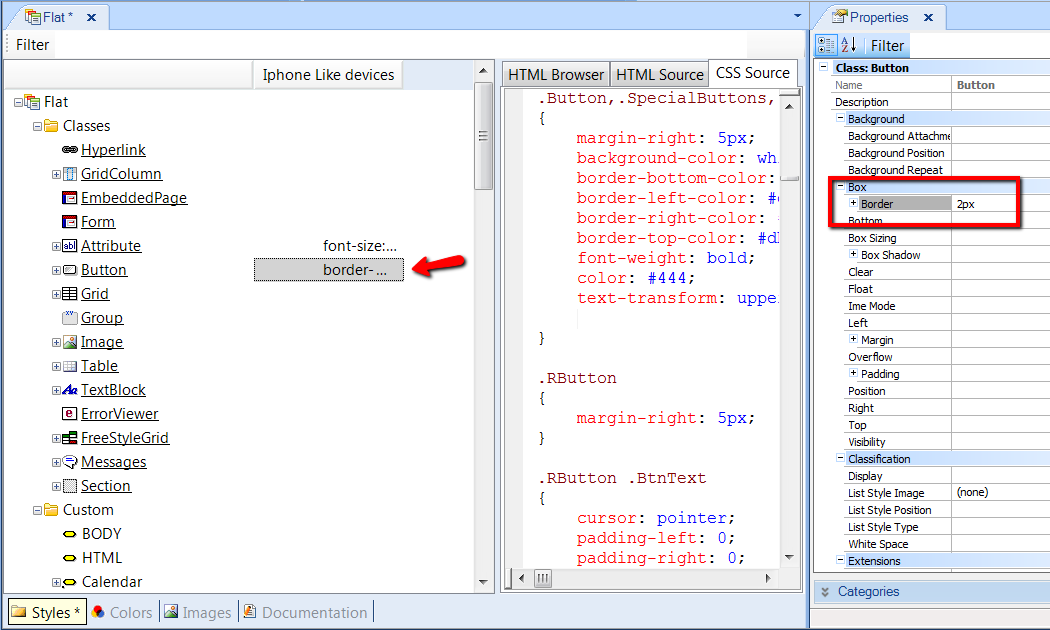 Flat *
Filter
Iphone Like devices
Flat
Classes
Hyperlink
GridColumn
EmbeddedPage
Form
Attribute font-size:...
Button border- ...
Grid
Group
Image
Table
TextBlock
ErrorViewer
FreeStyleGrid
Messages
Section
Custom
BODY
HTML
Calendar
Styles * Colors Images Documentation
HTML Browser HTML Source CSS Source
.Button,.SpecialButtons,
{
margin-right: 5px;
background-color: wh
border-bottom-color:
border-left-color: #
border-right-color:
border-top-color: #d
font-weight: bold;
color: #444;
text-transform: uppe
}
.RButton
{
margin-right: 5px;
}
.RButton .BtnText
{
cursor: pointer;
padding-left: 0;
padding-right: 0;
Properties
Filter
Class: Button
Name Button
Description
Background
Background Attachme
Background Position
Background Repeat
Box
Border 2px
Bottom
Box Sizing
Box Shadow
Clear
Float
Ime Mode
Left
Margin
Overflow
Padding
Position
Right
Top
Visibility
Classification
Display
List Style Image (none)
List Style Position
List Style Type
White Space
Extensions
Categories